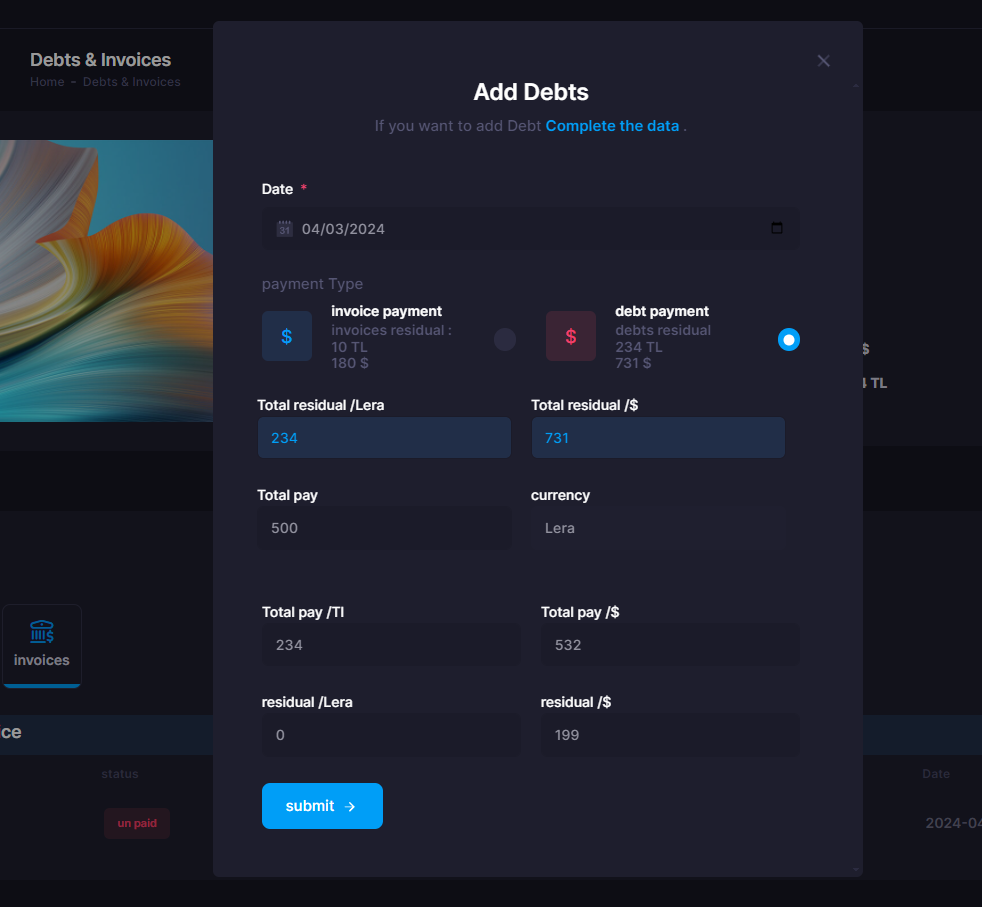 Debts & Invoices
Home - Debts & Invoices
Add Debts
If you want to add Debt Complete the data .
Date *
31 04/03/2024
payment Type
$
invoice payment
invoices residual :
10 TL
180 $
$
debt payment
debts residual
234 TL
731 $
$
TL
Total residual /Lera
Total residual /$
234
731
Total pay
currency
500
Lera
Total pay /Tl
Total pay /$
234
532
residual /Lera
residual /$
0
199
submit →
invoices
ice
status
Date
un paid
2024-04